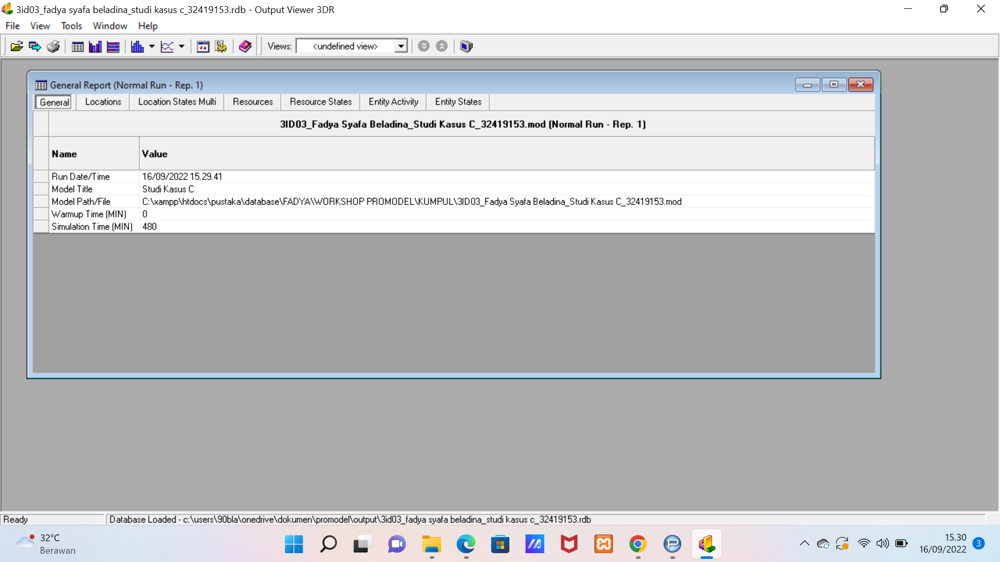 3id03_fadya syafa beladina_studi kasus c_32419153.rdb - Output Viewer 3DR
File View Tools Window Help
Views: <undefined view>
General Report (Normal Run - Rep. 1)
General Locations Location States Multi Resources Resource States Entity Activity Entity States
3ID03_Fadya Syafa Beladina_Studi Kasus C_32419153.mod (Normal Run - Rep. 1)
Name Value
Run Date/Time 16/09/2022 15.29.41
Model Title Studi Kasus C
Model Path/File C:\xampp\htdocs\pustaka\database\FADYA\WORKSHOP PROMODEL\KUMPUL\3ID03_Fadya Syafa Beladina_Studi Kasus C_32419153.mod
Warmup Time (MIN) 0
Simulation Time (MIN) 480
Ready Database Loaded - c:\users\90bla\onedrive\dokumen\promodel\output\3id03_fadya syafa beladina_studi kasus c_32419153.rdb
32°C
Berawan
15.30
16/09/2022
3